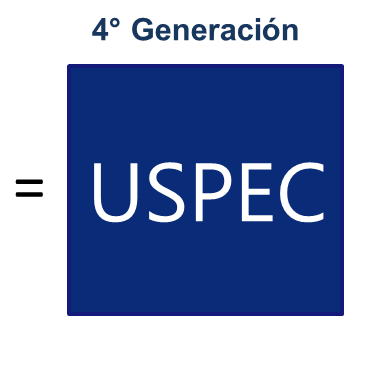 4° Generación
= USPEC